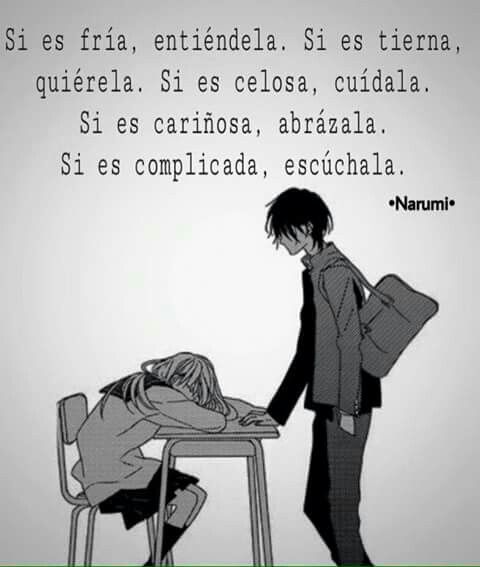 Si es fría, entiéndela. Si es tierna,
quiérela. Si es celosa, cuídala.
Si es cariñosa, abrázala.
Si es complicada, escúchala.
•Narumi•